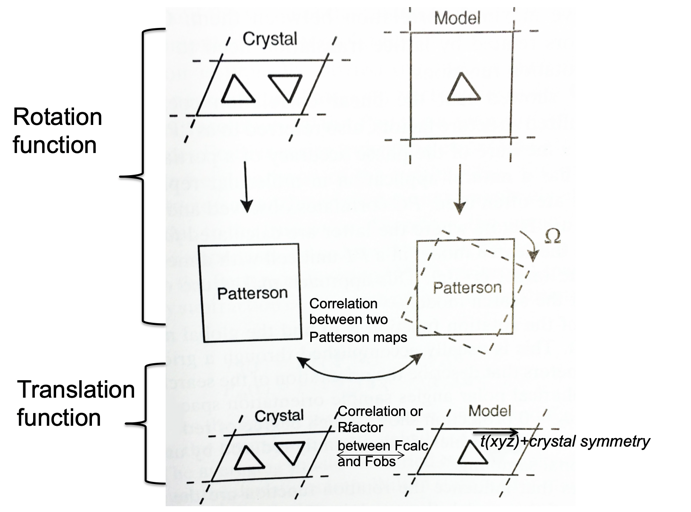 Model
Crystal
Rotation
function
Ω
Patterson
Patterson
Correlation
between two
Patterson maps
Translation
function
Crystal
Correlation or
Rfactor
between Fcalc
and Fobs
Model
t(xyz)+crystal symmetry